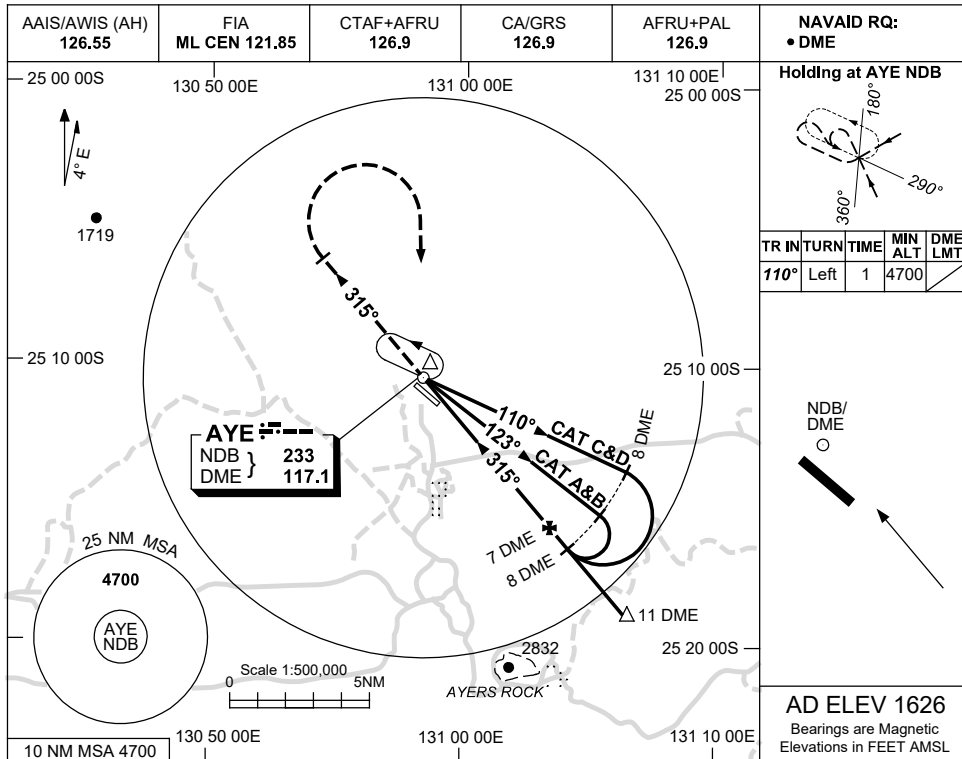 AAIS/AWIS (AH)
126.55
FIA
ML CEN 121.85
CTAF+AFRU
126.9
CA/GRS
126.9
AFRU+PAL
126.9
NAVAID RQ:
• DME
25 00 00S
130 50 00E
131 00 00E
131 10 00E
25 00 00S
4° E
1719
315°
25 10 00S
25 10 00S
110°
CAT C&D
8 DME
123°
CAT A&B
315°
7 DME
8 DME
11 DME
AYE
NDB } 233
DME } 117.1
25 NM MSA
4700
AYE
NDB
Scale 1:500,000
0 5NM
2832
AYERS ROCK
25 20 00S
10 NM MSA 4700
130 50 00E
131 00 00E
131 10 00E
Holding at AYE NDB
180°
290°
360°
TR IN TURN TIME MIN ALT DME LMT
110° Left 1 4700
NDB/
DME
AD ELEV 1626
Bearings are Magnetic
Elevations in FEET AMSL